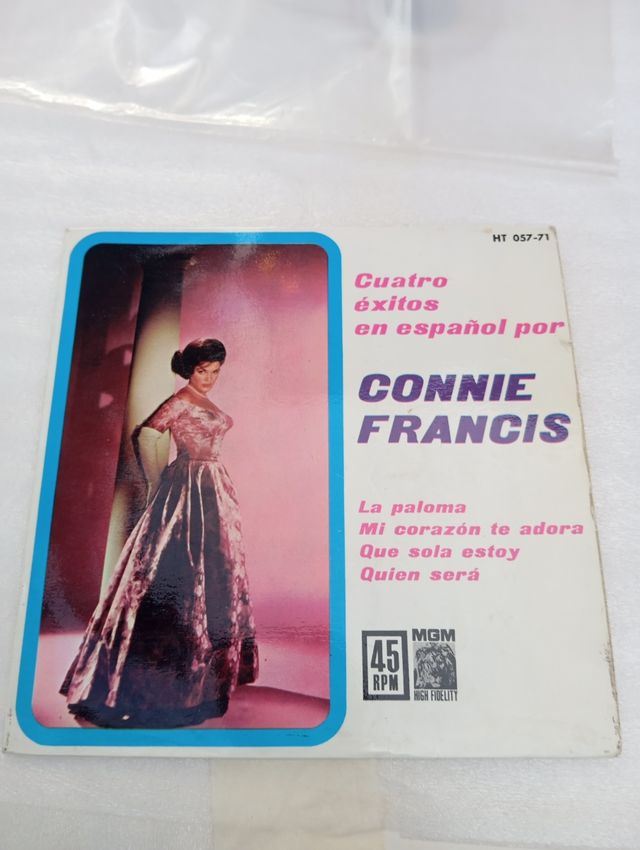 HT 057-71
Cuatro
éxitos
en español por
CONNIE
FRANCIS
La paloma
Mi corazón te adora
Que sola estoy
Quien será
45
RPM
MGM
HIGH FIDELITY